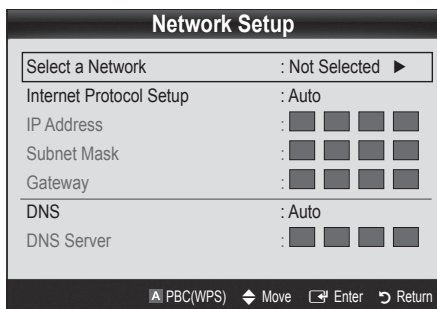 Network Setup
Select a Network : Not Selected ►
Internet Protocol Setup : Auto
IP Address :
Subnet Mask :
Gateway :
DNS : Auto
DNS Server :
A PBC(WPS) Move Enter Return